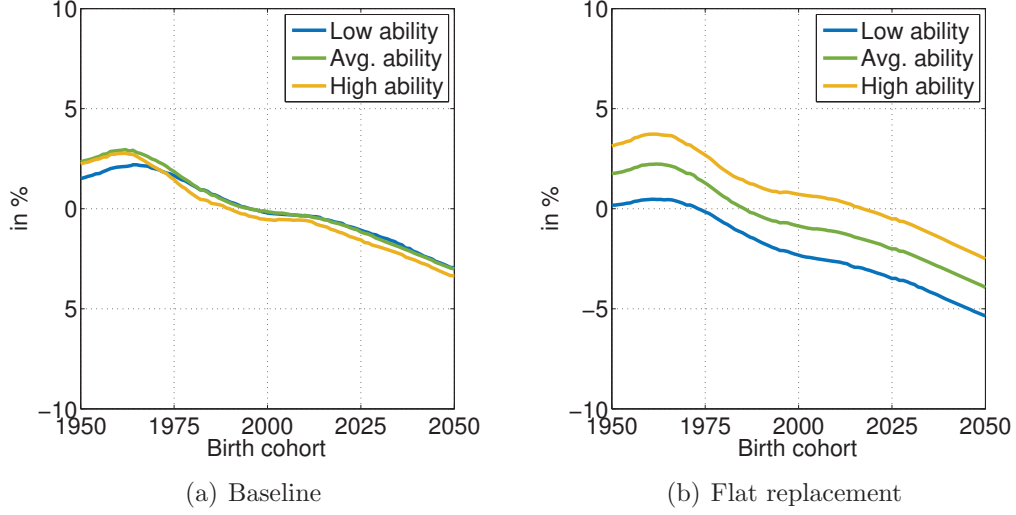 10
Low ability
Avg. ability
High ability
5
in %
0
5
−10
1950
1975
2000
2025
2050
Birth cohort
(a) Baseline
10
Low ability
Avg. ability
High ability
5
in %
0
−5
−10
1950
1975
2000
2025
2050
Birth cohort
(b) Flat replacement